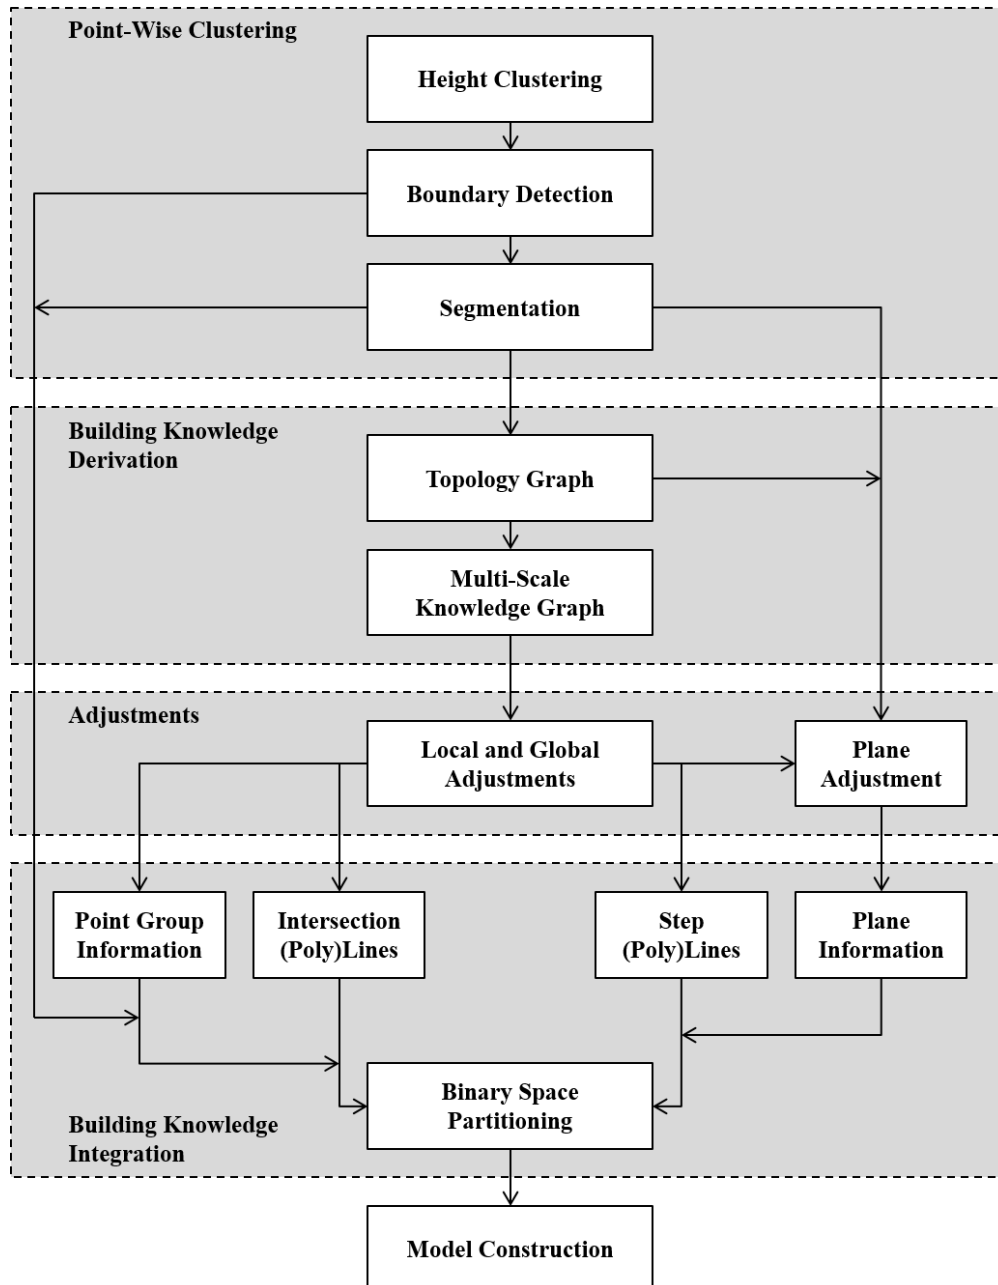 Point-Wise Clustering
Height Clustering
Boundary Detection
Segmentation
Building Knowledge
Derivation
Topology Graph
Multi-Scale
Knowledge Graph
Adjustments
Local and Global
Adjustments
Plane
Adjustment
Point Group
Information
Intersection
(Poly)Lines
Step
(Poly)Lines
Plane
Information
Binary Space
Partitioning
Building Knowledge
Integration
Model Construction